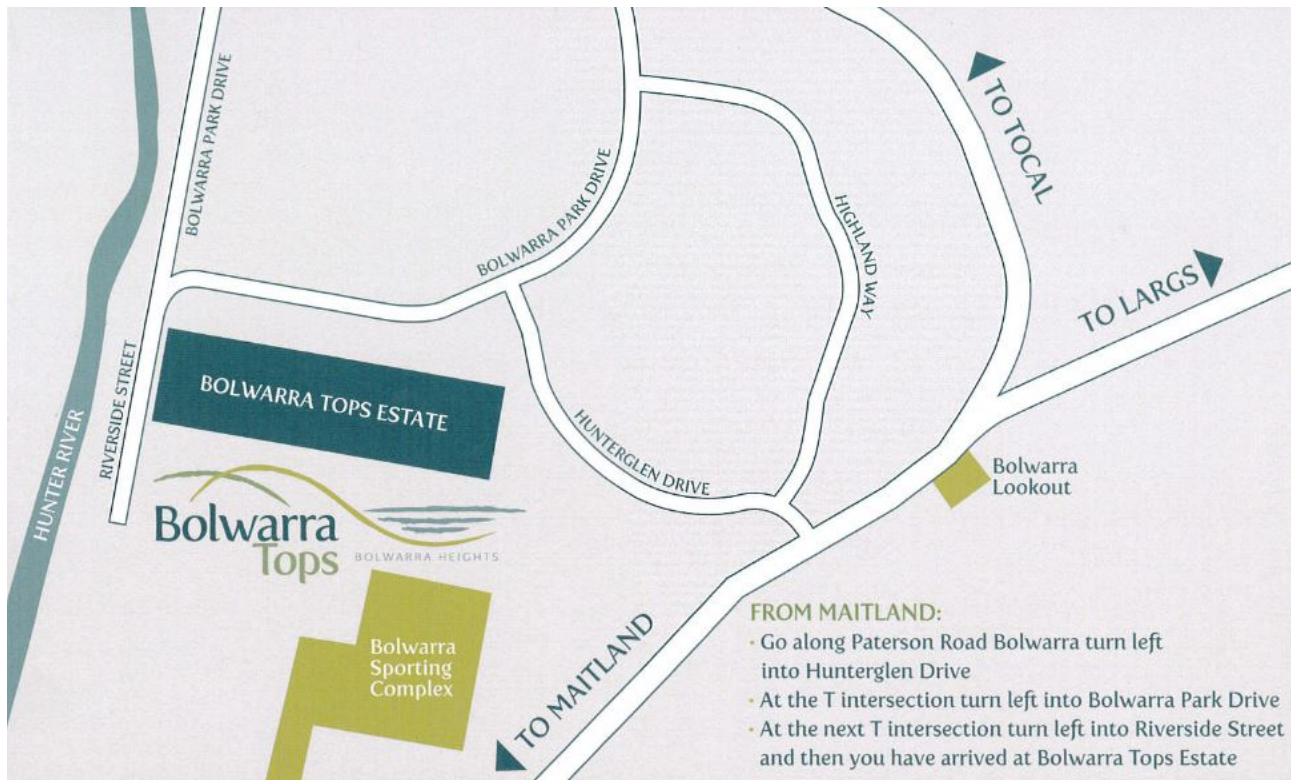 BOLWARRA PARK DRIVE
TO TOCAL
BOLWARRA PARK DRIVE
HIGHLAND WAY
TO LARGS
RIVERSIDE STREET
BOLWARRA TOPS ESTATE
HUNTER RIVER
HUNTERGLEN DRIVE
Bolwarra
Lookout
Bolwarra
Tops
BOLWARRA HEIGHTS
Bolwarra
Sporting
Complex
TO MAITLAND
FROM MAITLAND:
• Go along Paterson Road Bolwarra turn left
into Hunterglen Drive
• At the T intersection turn left into Bolwarra Park Drive
• At the next T intersection turn left into Riverside Street
and then you have arrived at Bolwarra Tops Estate